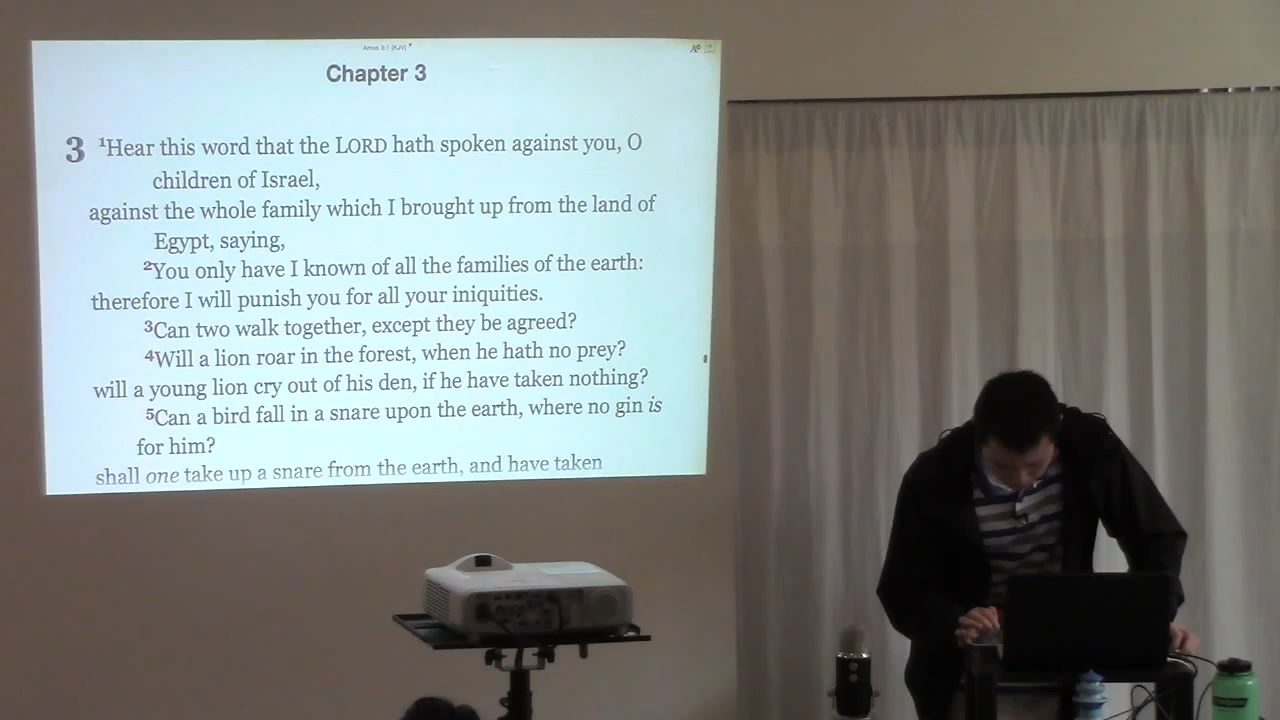 Amos 3:1 (KJV)
Chapter 3
3 ¹Hear this word that the LORD hath spoken against you, O
children of Israel,
against the whole family which I brought up from the land of
Egypt, saying,
²You only have I known of all the families of the earth:
therefore I will punish you for all your iniquities.
³Can two walk together, except they be agreed?
⁴Will a lion roar in the forest, when he hath no prey?
will a young lion cry out of his den, if he have taken nothing?
⁵Can a bird fall in a snare upon the earth, where no gin is
for him?
shall one take up a snare from the earth, and have taken